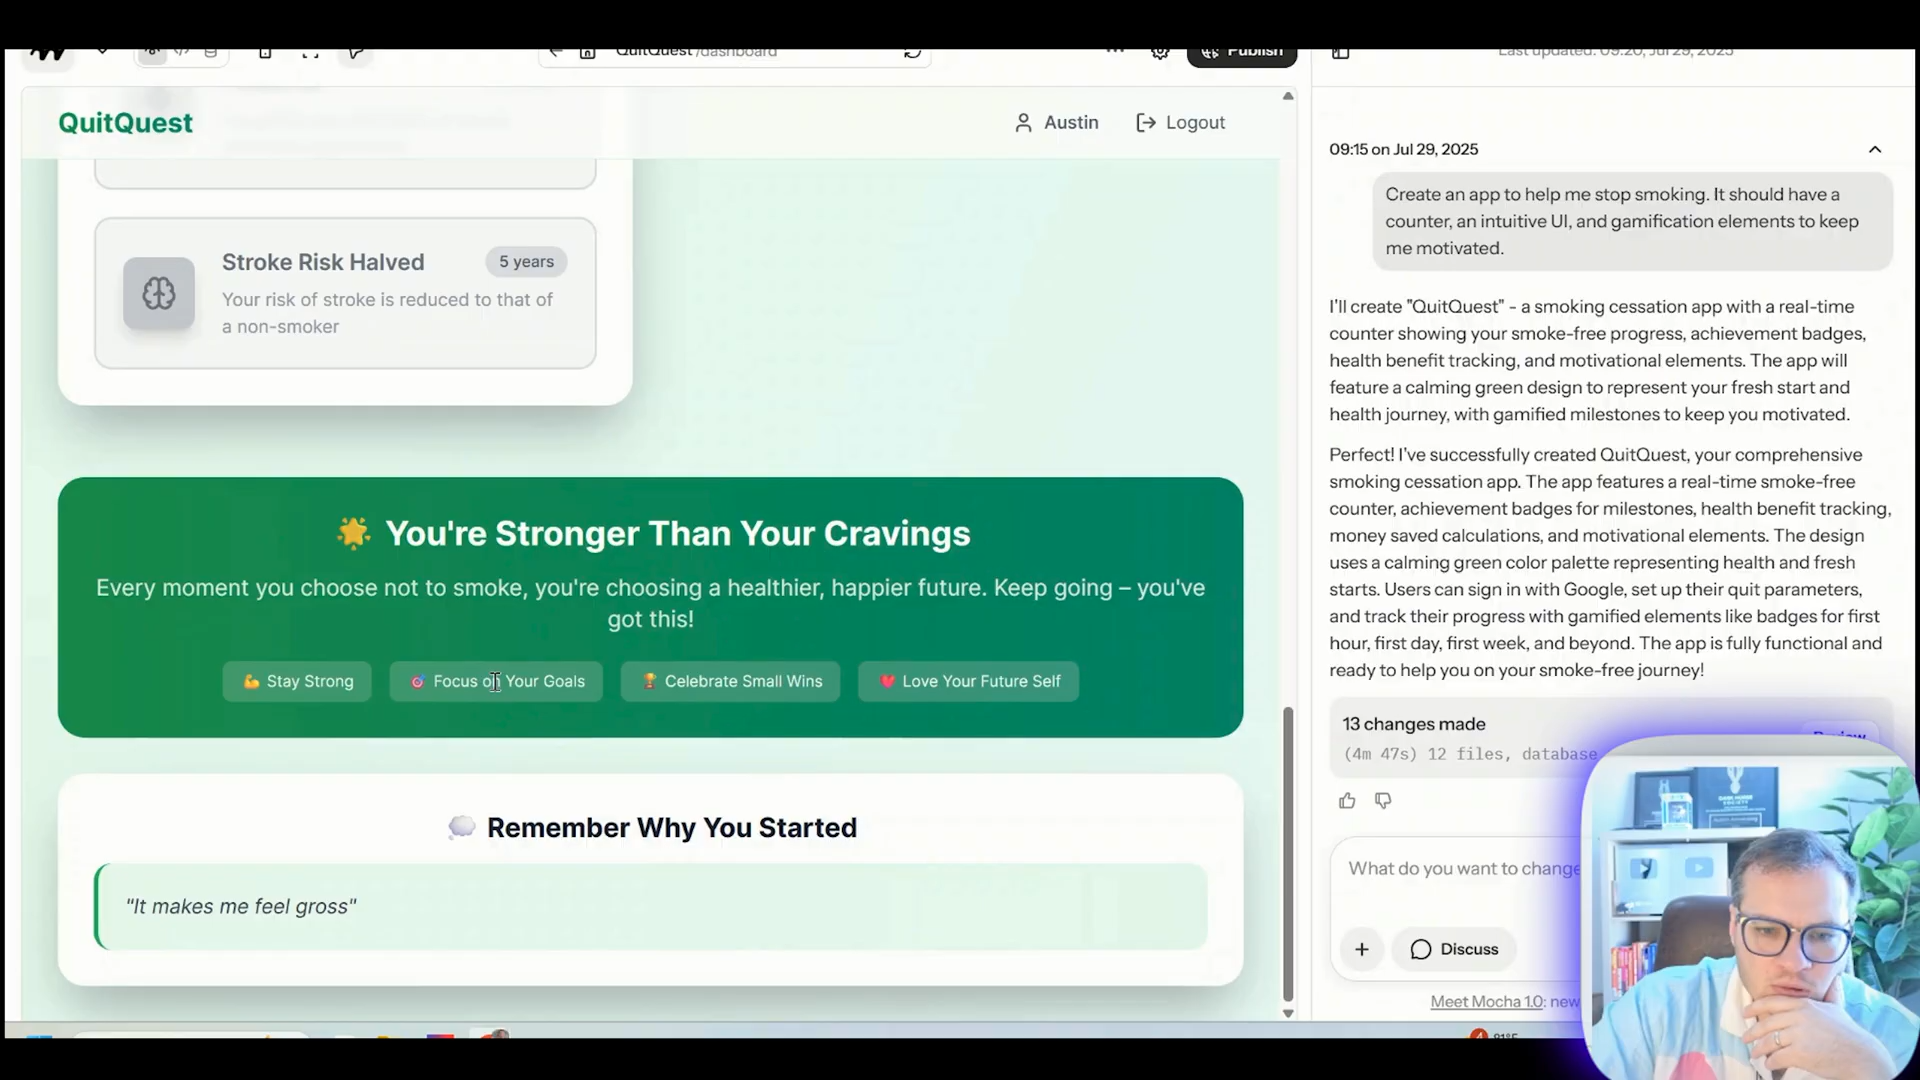 QuitQuest /dashboard
Publish
Last updated: 09:20, Jul 29, 2025
QuitQuest
Austin
Logout
Stroke Risk Halved
5 years
Your risk of stroke is reduced to that of
a non-smoker
🌟 You're Stronger Than Your Cravings
Every moment you choose not to smoke, you're choosing a healthier, happier future. Keep going – you've
got this!
💪 Stay Strong
🎯 Focus on Your Goals
🏆 Celebrate Small Wins
❤️ Love Your Future Self
💭 Remember Why You Started
"It makes me feel gross"
09:15 on Jul 29, 2025
Create an app to help me stop smoking. It should have a
counter, an intuitive UI, and gamification elements to keep
me motivated.
I'll create "QuitQuest" - a smoking cessation app with a real-time
counter showing your smoke-free progress, achievement badges,
health benefit tracking, and motivational elements. The app will
feature a calming green design to represent your fresh start and
health journey, with gamified milestones to keep you motivated.
Perfect! I've successfully created QuitQuest, your comprehensive
smoking cessation app. The app features a real-time smoke-free
counter, achievement badges for milestones, health benefit tracking,
money saved calculations, and motivational elements. The design
uses a calming green color palette representing health and fresh
starts. Users can sign in with Google, set up their quit parameters,
and track their progress with gamified elements like badges for first
hour, first day, first week, and beyond. The app is fully functional and
ready to help you on your smoke-free journey!
13 changes made
Review
(4m 47s) 12 files, database
What do you want to change
Discuss
Meet Mocha 1.0: new